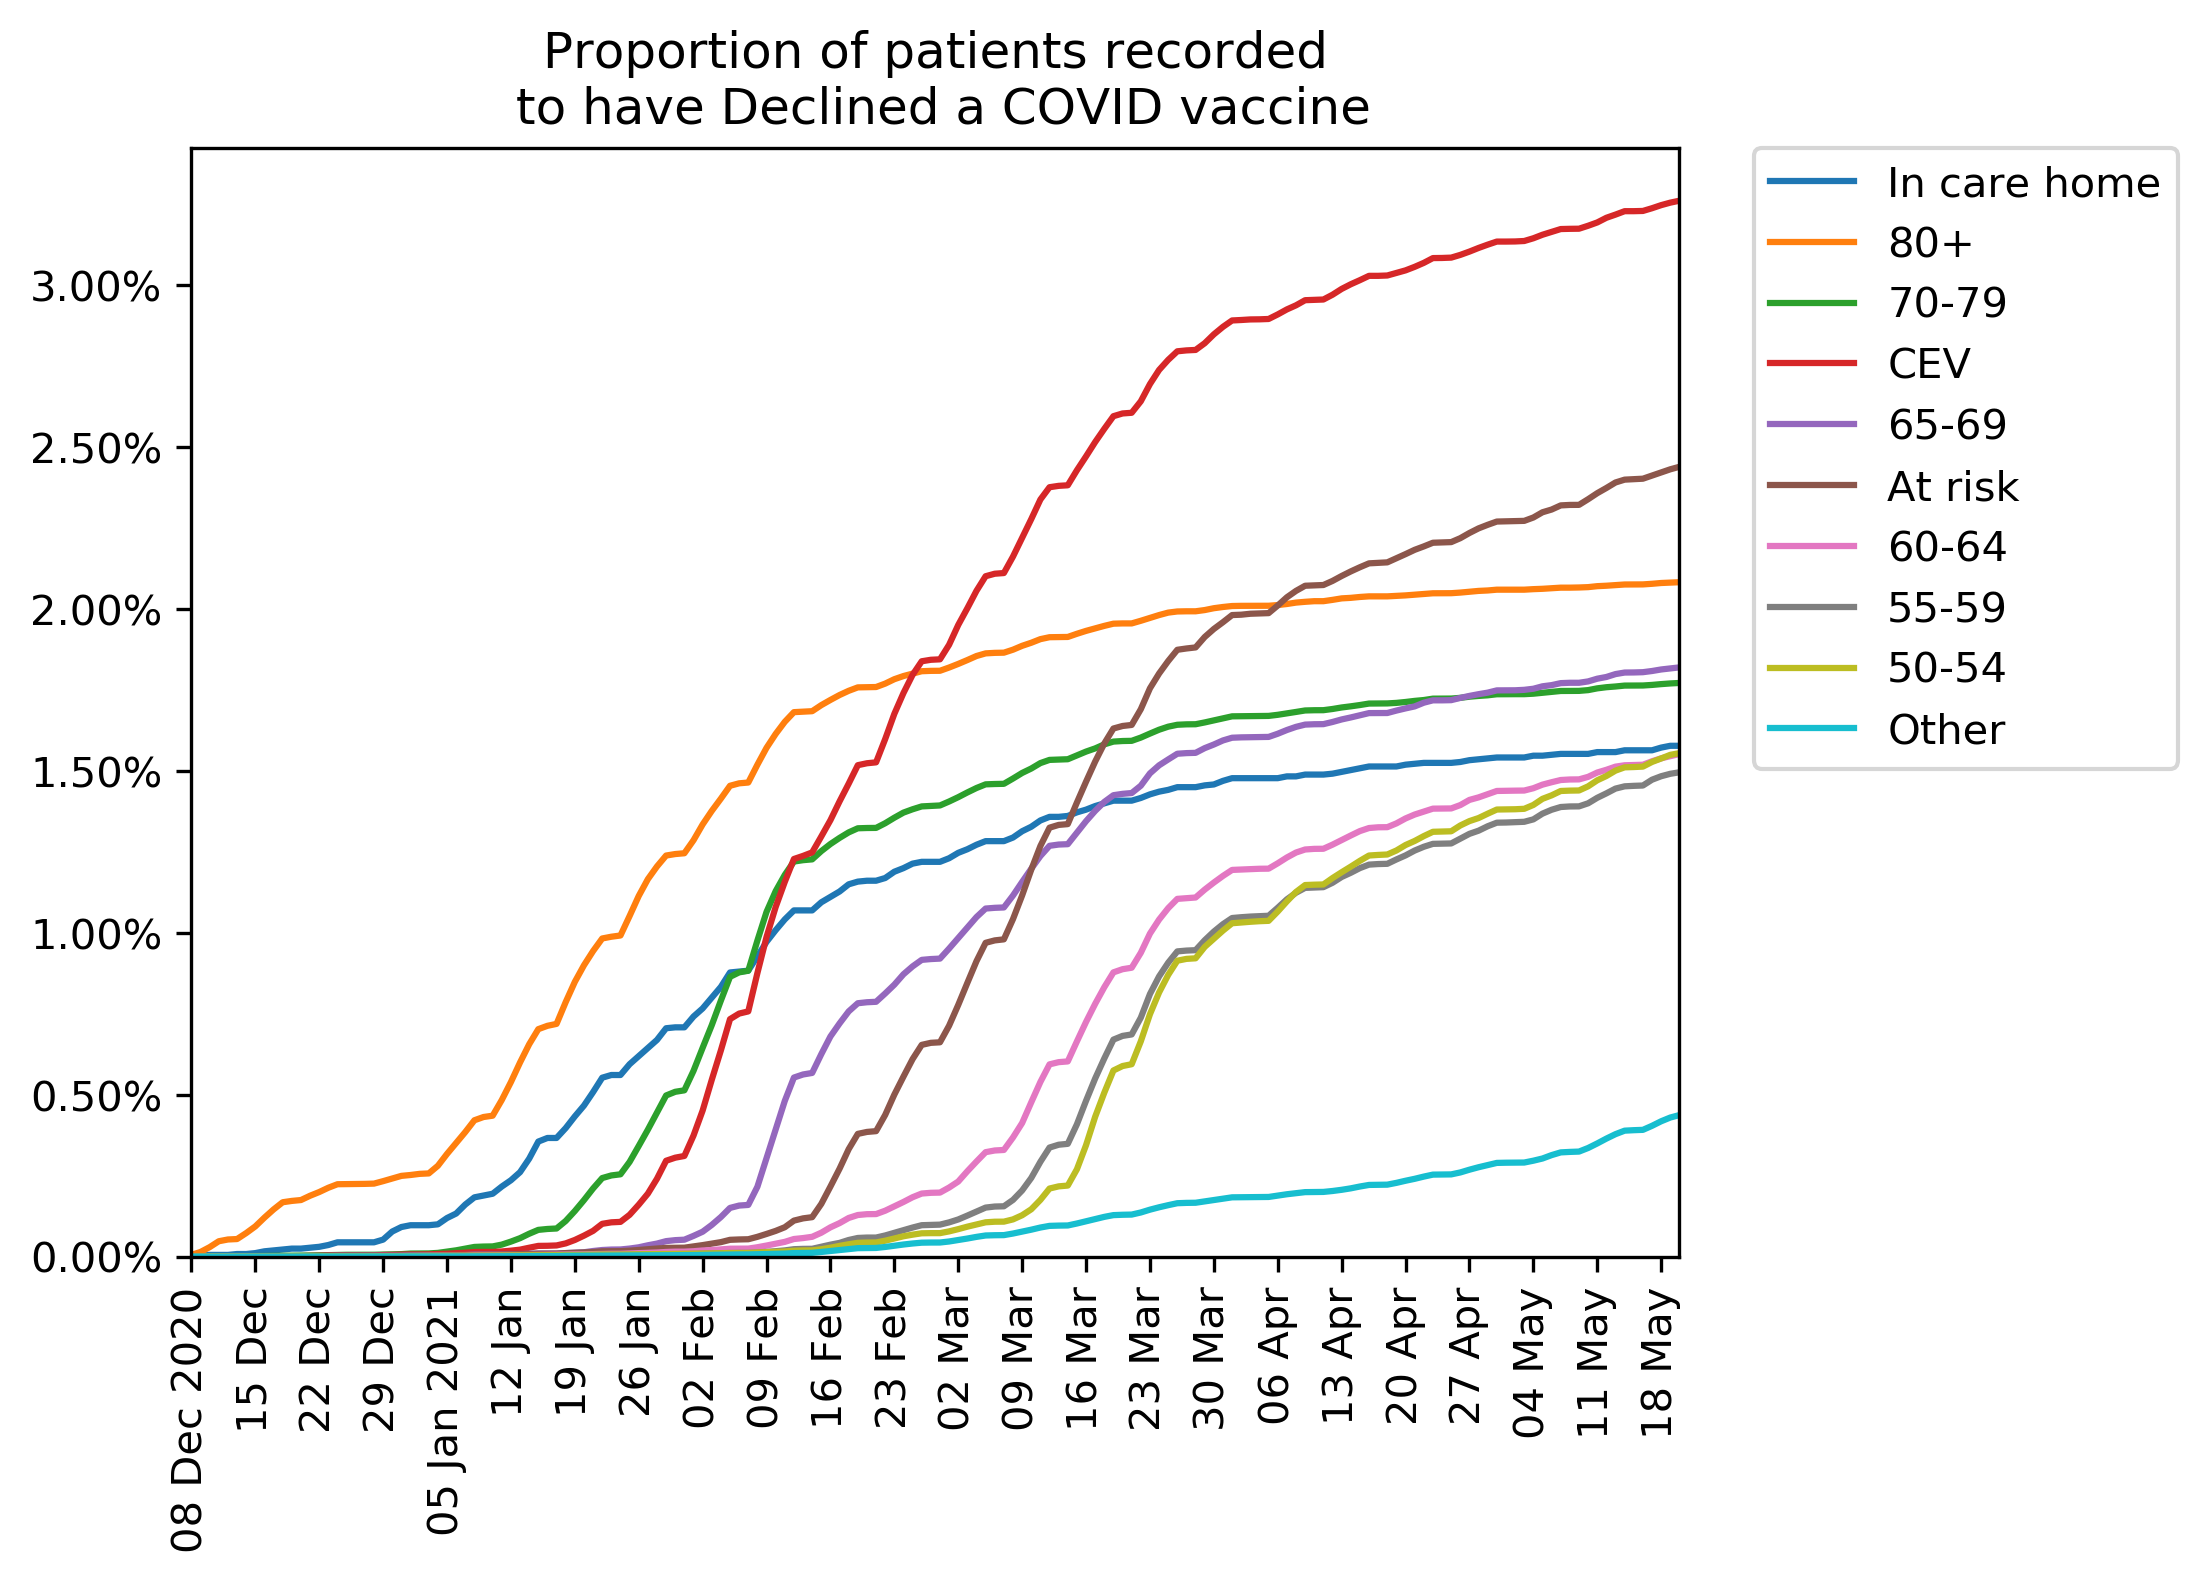 Proportion of patients recorded
to have Declined a COVID vaccine
3.00%
2.50%
2.00%
1.50%
1.00%
0.50%
0.00%
08 Dec 2020
15 Dec
22 Dec
29 Dec
05 Jan 2021
12 Jan
19 Jan
26 Jan
02 Feb
09 Feb
16 Feb
23 Feb
02 Mar
09 Mar
16 Mar
23 Mar
30 Mar
06 Apr
13 Apr
20 Apr
27 Apr
04 May
11 May
18 May
In care home
80+
70-79
CEV
65-69
At risk
60-64
55-59
50-54
Other